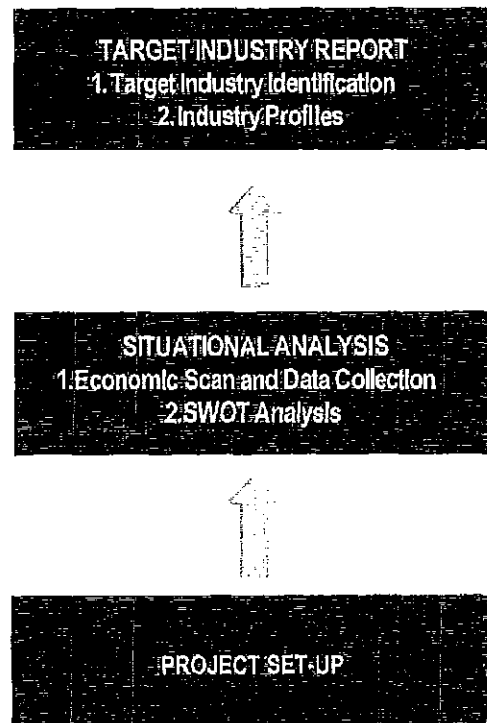 TARGET INDUSTRY REPORT
1. Target Industry Identification
2. Industry Profiles
SITUATIONAL ANALYSIS
1. Economic Scan and Data Collection
2. SWOT Analysis
PROJECT SET-UP